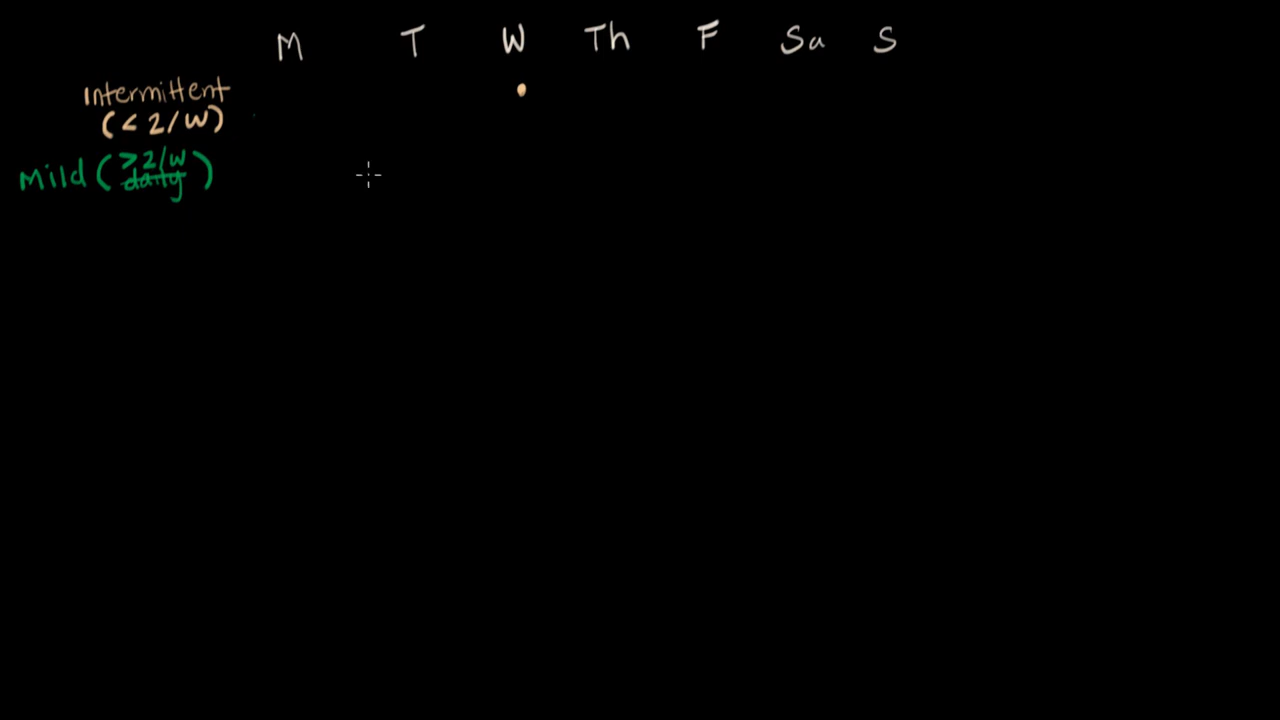 M T W Th F Sa S
Intermittent
(< 2/W)
Mild (>2/W
daily)